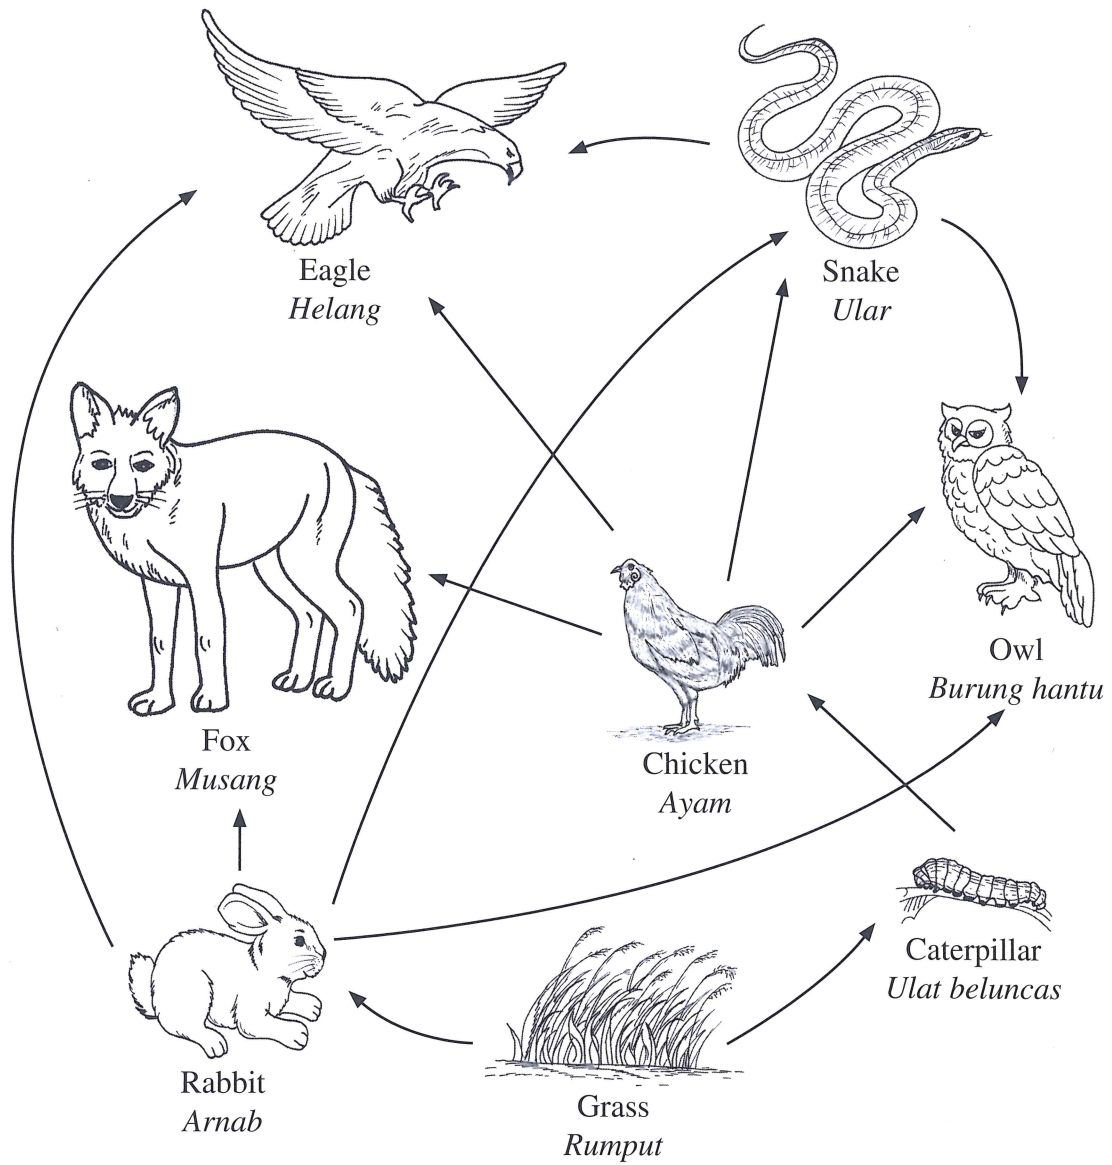 Eagle
Helang
Snake
Ular
Owl
Burung hantu
Fox
Musang
Chicken
Ayam
Caterpillar
Ulat beluncas
Rabbit
Arnab
Grass
Rumput